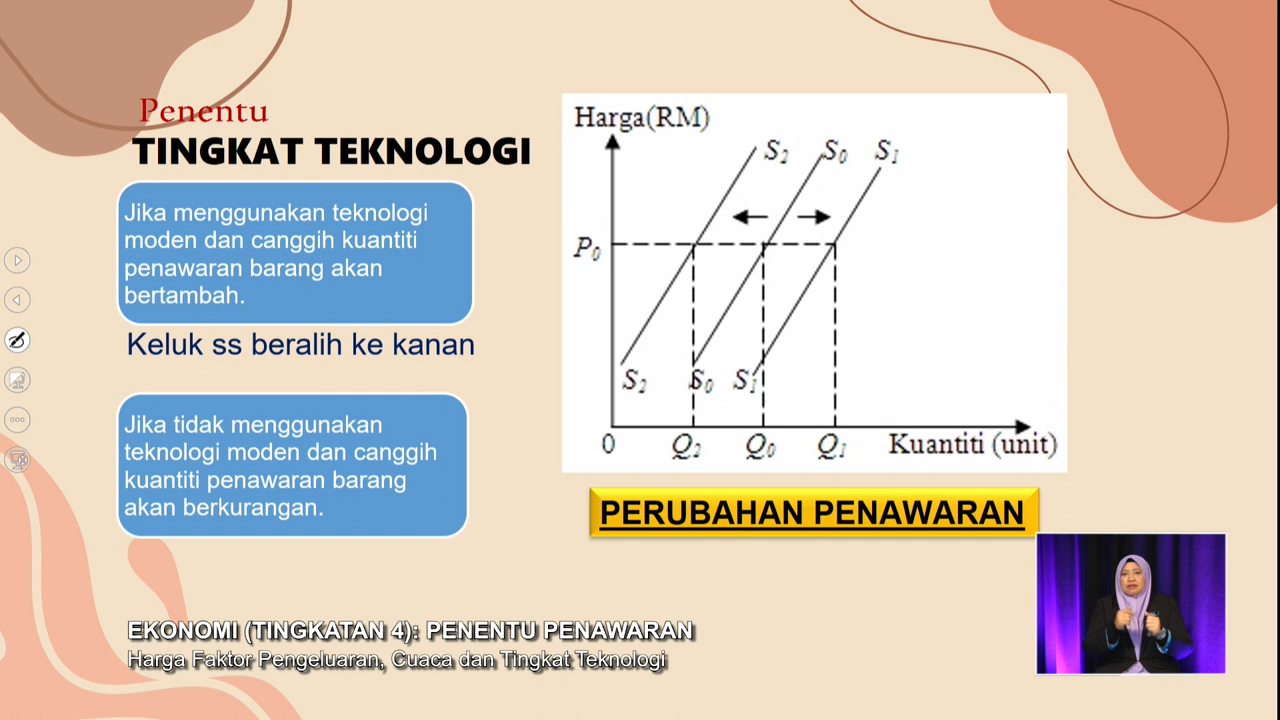 Penentu
TINGKAT TEKNOLOGI
Jika menggunakan teknologi
moden dan canggih kuantiti
penawaran barang akan
bertambah.
Keluk ss beralih ke kanan
Jika tidak menggunakan
teknologi moden dan canggih
kuantiti penawaran barang
akan berkurangan.
Harga(RM)
S₂ S₀ S₁
P₀
S₂ S₀ S₁
0 Q₂ Q₀ Q₁ Kuantiti (unit)
PERUBAHAN PENAWARAN
EKONOMI (TINGKATAN 4): PENENTU PENAWARAN
Harga Faktor Pengeluaran, Cuaca dan Tingkat Teknologi